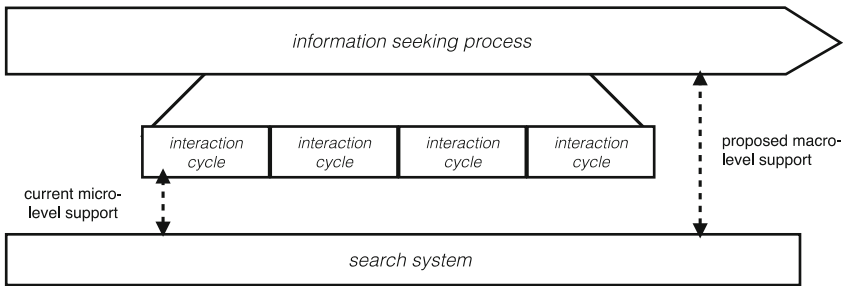 information seeking process
interaction cycle
interaction cycle
interaction cycle
interaction cycle
proposed macro-
level support
current micro-
level support
search system